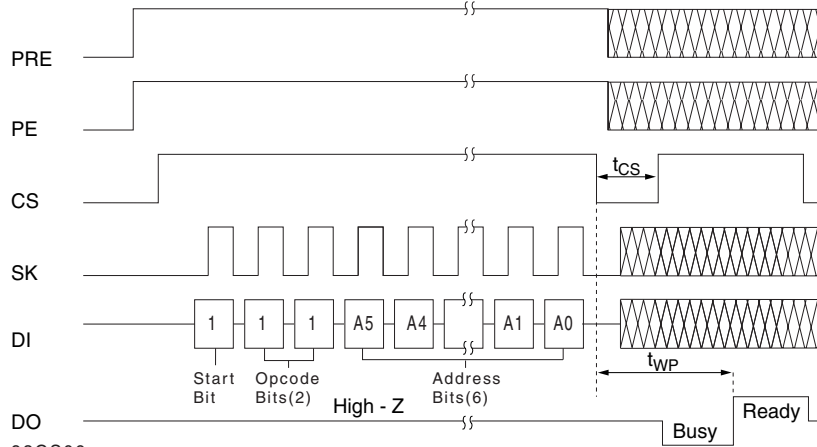 PRE
PE
CS
tCS
SK
DI
1 1 1 A5 A4 A1 A0
Start Bit
Opcode Bits(2)
Address Bits(6)
tWP
DO
High - Z
Busy
Ready